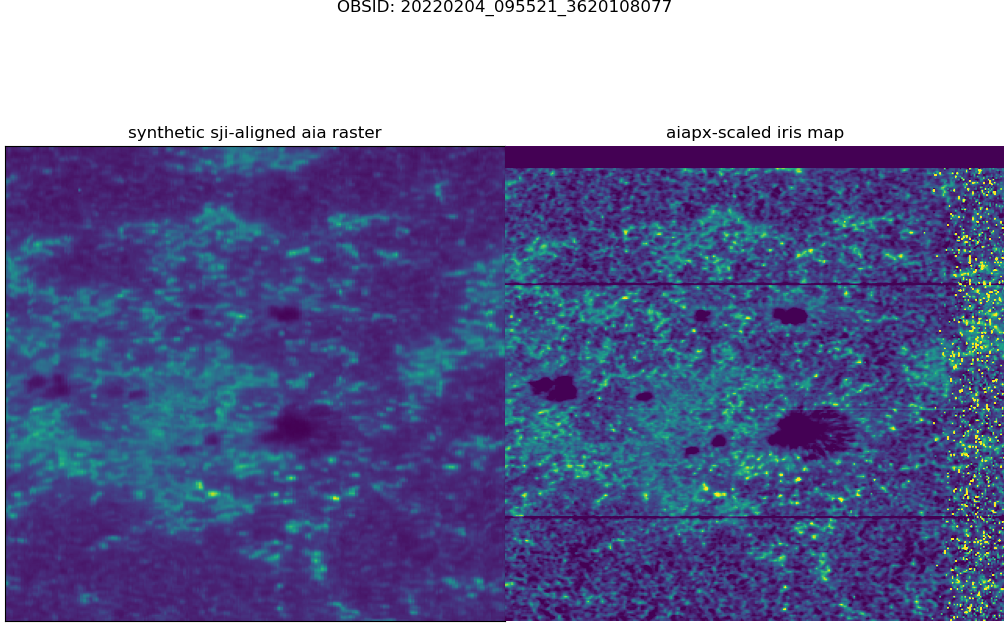 OBSID: 20220204_095521_3620108077
synthetic sji-aligned aia raster
aiapx-scaled iris map